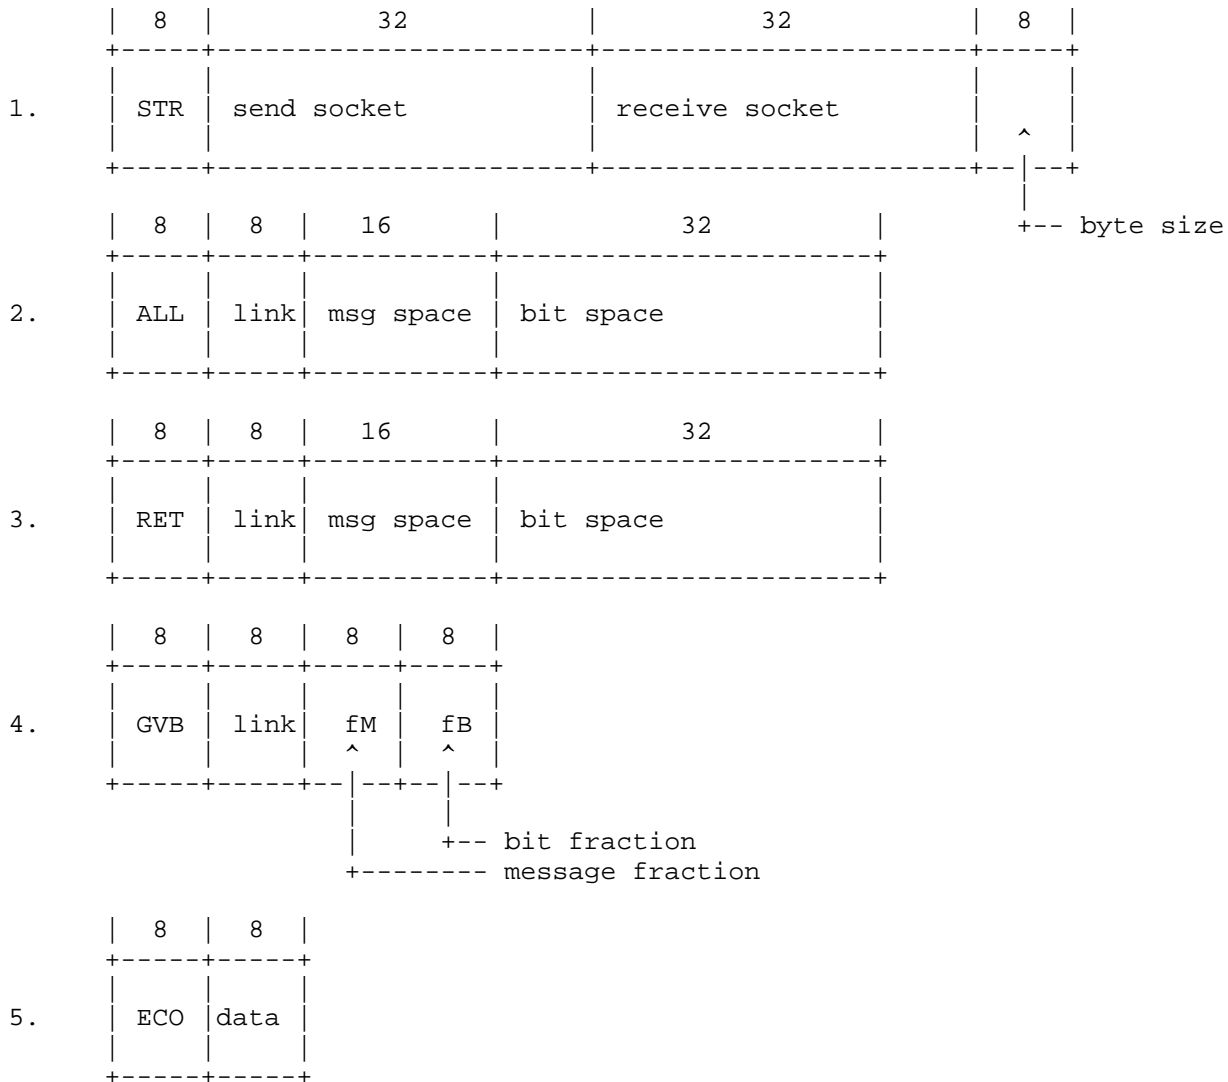 | 8 | 32 | 32 | 8 |
1. | STR | send socket | receive socket | ^ |
| 8 | 8 | 16 | 32 | +-- byte size
2. | ALL | link| msg space | bit space |
| 8 | 8 | 16 | 32 |
3. | RET | link| msg space | bit space |
| 8 | 8 | 8 | 8 |
4. | GVB | link| fM | fB |
^ ^
+-- bit fraction
+-------- message fraction
| 8 | 8 |
5. | ECO |data |